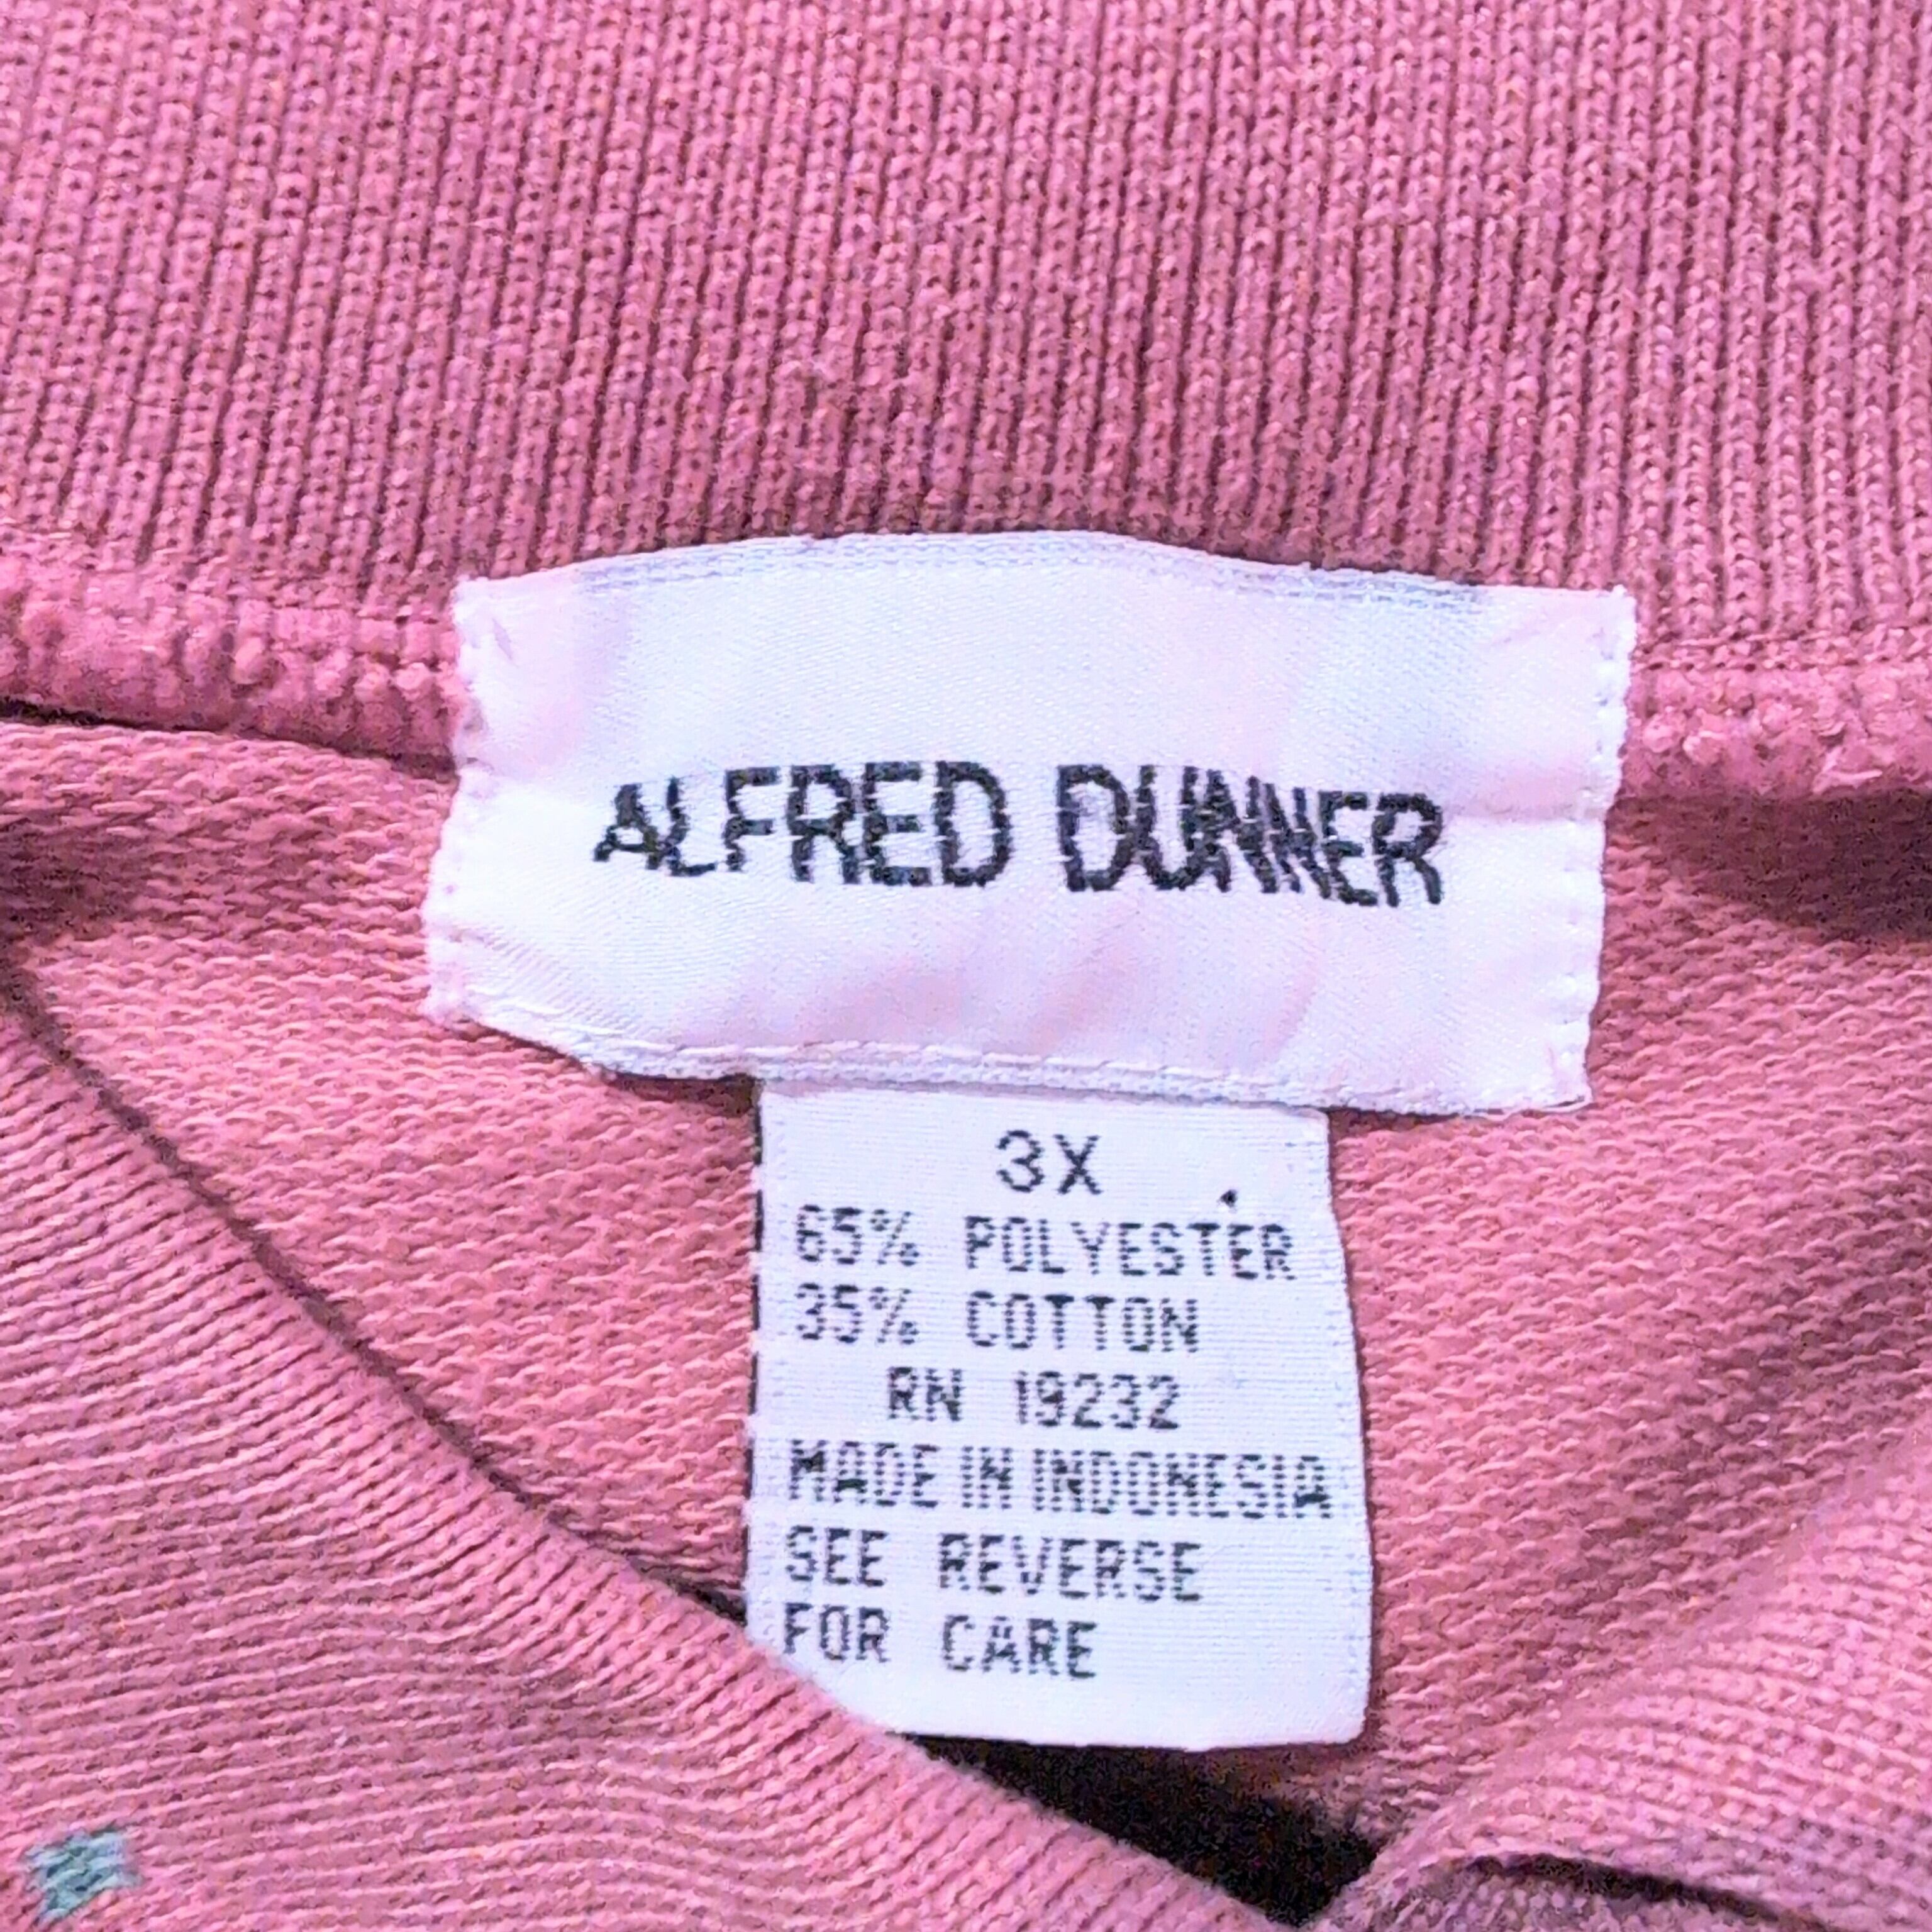 ALFRED DUNNER
3X
65% POLYESTER
35% COTTON
RN 19232
MADE IN INDONESIA
SEE REVERSE
FOR CARE